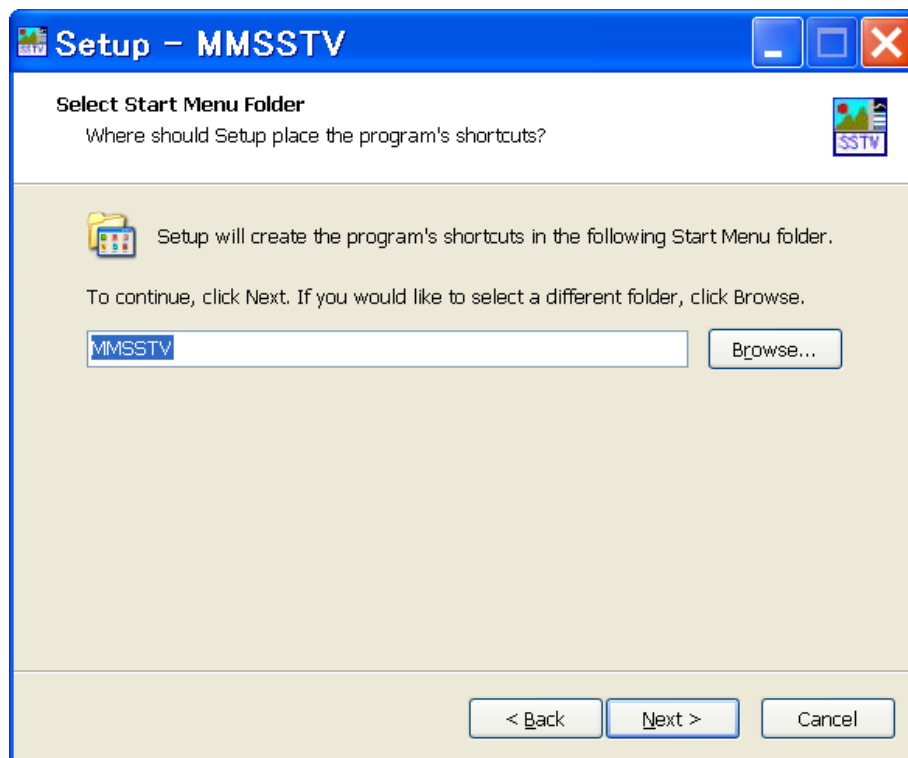 SSTV
Setup - MMSSTV
Select Start Menu Folder
Where should Setup place the program's shortcuts?
SSTV
Setup will create the program's shortcuts in the following Start Menu folder.
To continue, click Next. If you would like to select a different folder, click Browse.
MMSSTV
Browse...
< Back
Next >
Cancel